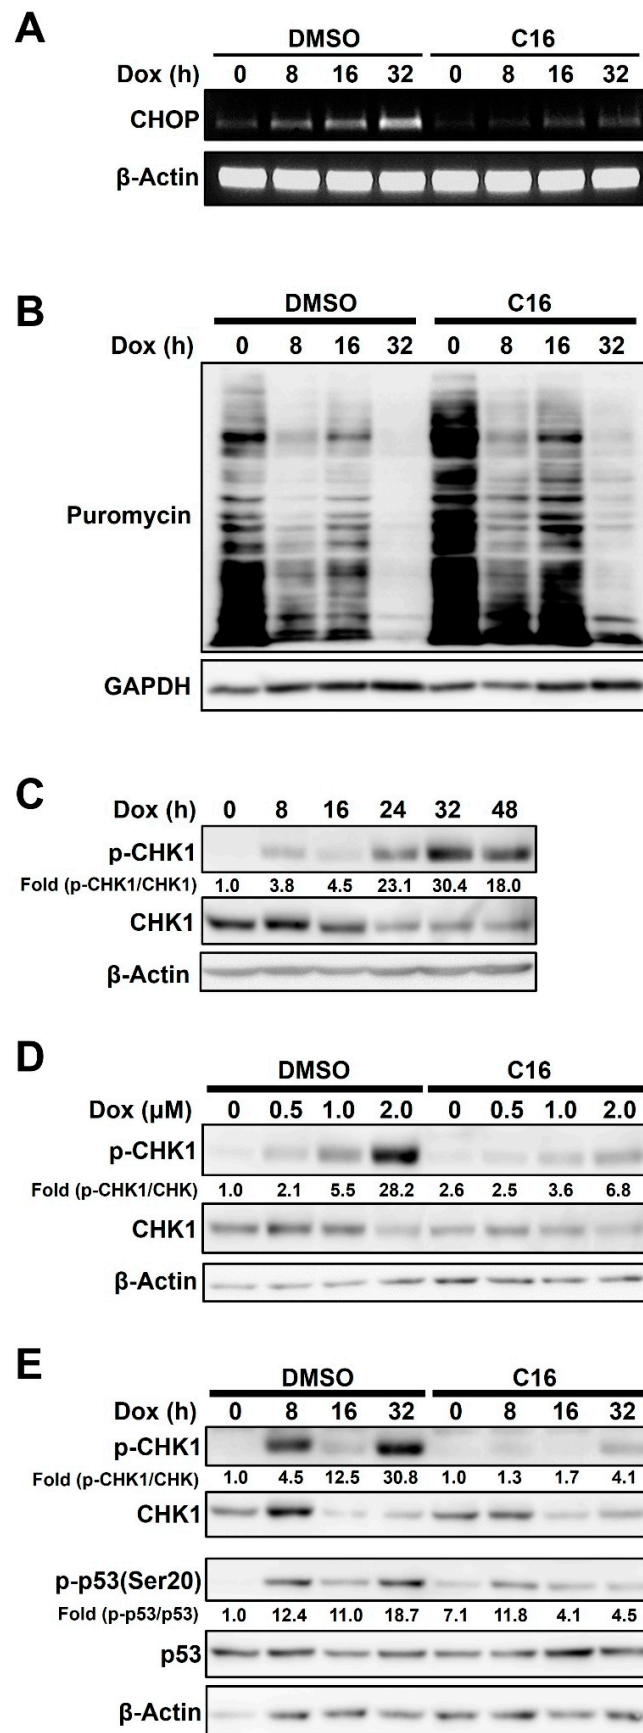 A
DMSO C16
Dox (h) 0 8 16 32 0 8 16 32
CHOP
β-Actin
B
DMSO C16
Dox (h) 0 8 16 32 0 8 16 32
Puromycin
GAPDH
C
Dox (h) 0 8 16 24 32 48
p-CHK1
Fold (p-CHK1/CHK1) 1.0 3.8 4.5 23.1 30.4 18.0
CHK1
β-Actin
D
DMSO C16
Dox (μM) 0 0.5 1.0 2.0 0 0.5 1.0 2.0
p-CHK1
Fold (p-CHK1/CHK) 1.0 2.1 5.5 28.2 2.6 2.5 3.6 6.8
CHK1
β-Actin
E
DMSO C16
Dox (h) 0 8 16 32 0 8 16 32
p-CHK1
Fold (p-CHK1/CHK) 1.0 4.5 12.5 30.8 1.0 1.3 1.7 4.1
CHK1
p-p53(Ser20)
Fold (p-p53/p53) 1.0 12.4 11.0 18.7 7.1 11.8 4.1 4.5
p53
β-Actin